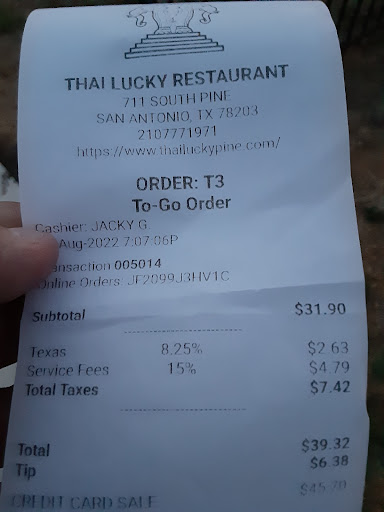 THAI LUCKY RESTAURANT
711 SOUTH PINE
SAN ANTONIO, TX 78203
2107771971
https://www.thailuckypine.com/
ORDER: T3
To-Go Order
Cashier: JACKY G.
Aug-2022 7:07:06P
ansaction 005014
Online Orders: JF2099J3HV1C
Subtotal $31.90
Texas 8.25% $2.63
Service Fees 15% $4.79
Total Taxes $7.42
Total $39.32
Tip $6.38
CREDIT CARD SALE $45.70